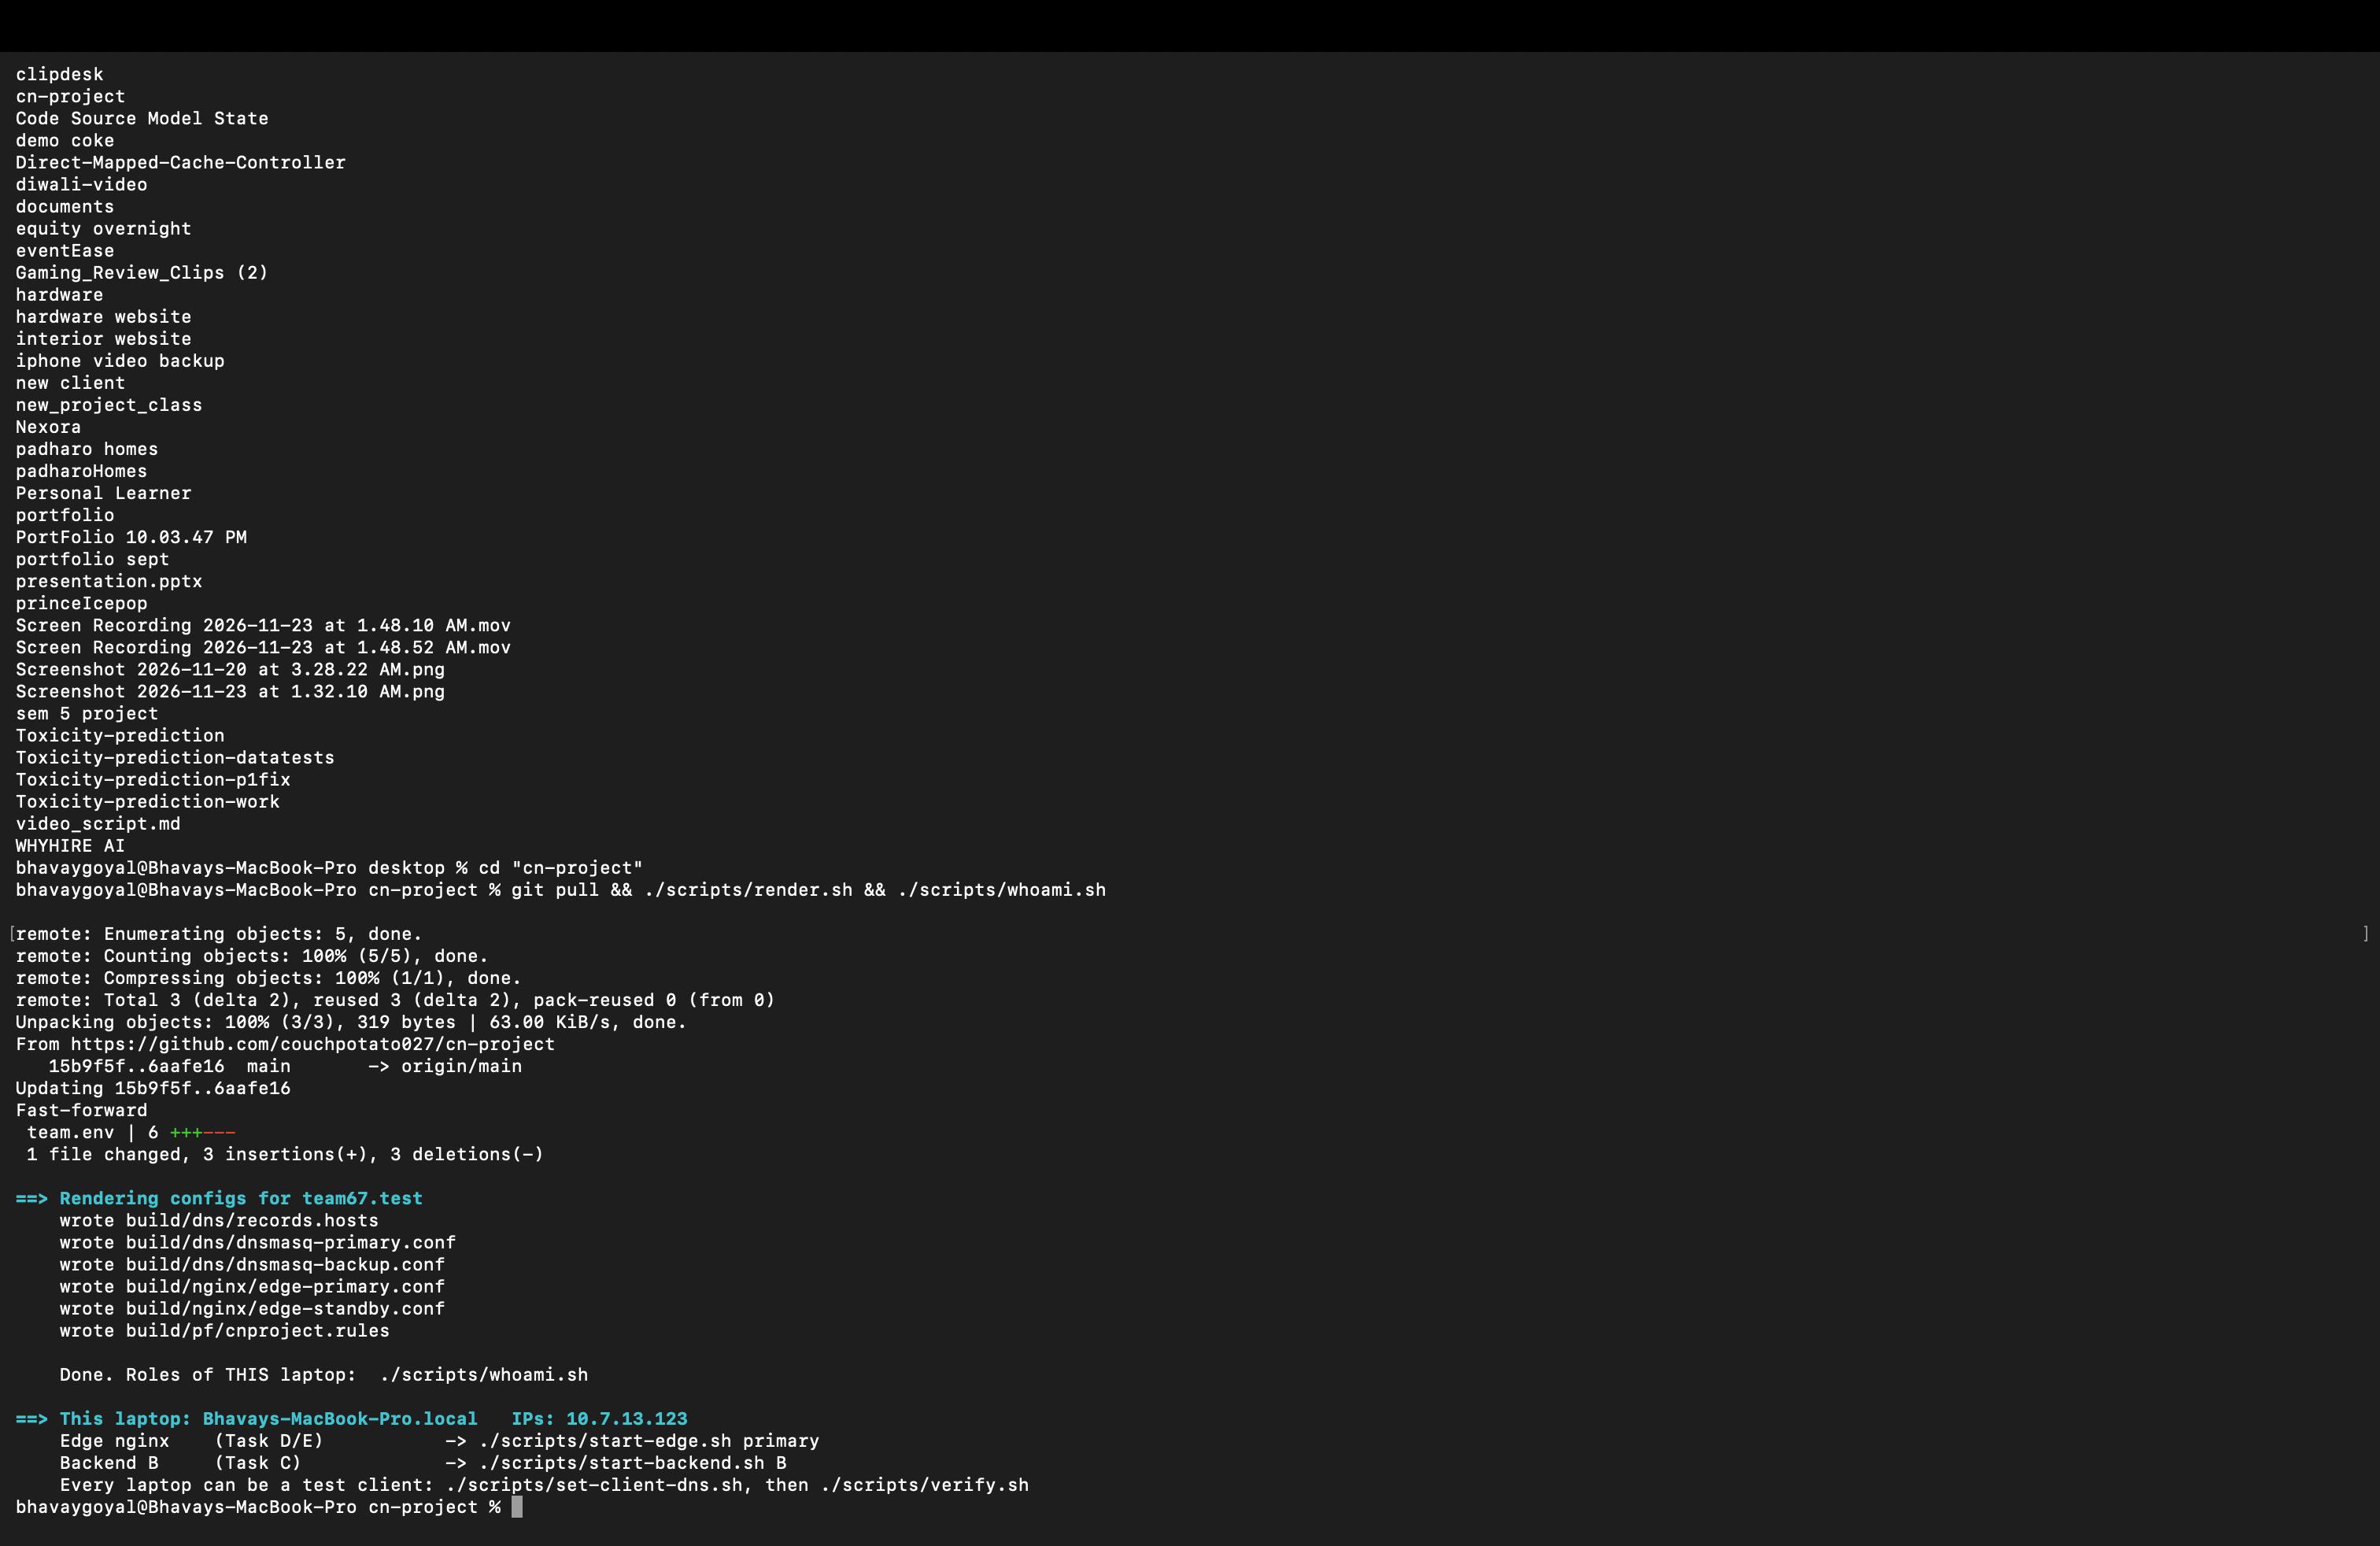 clipdesk
cn-project
Code Source Model State
demo coke
Direct-Mapped-Cache-Controller
diwali-video
documents
equity overnight
eventEase
Gaming_Review_Clips (2)
hardware
hardware website
interior website
iphone video backup
new client
new_project_class
Nexora
padharo homes
padharoHomes
Personal Learner
portfolio
PortFolio 10.03.47 PM
portfolio sept
presentation.pptx
princeIcepop
Screen Recording 2026-11-23 at 1.48.10 AM.mov
Screen Recording 2026-11-23 at 1.48.52 AM.mov
Screenshot 2026-11-20 at 3.28.22 AM.png
Screenshot 2026-11-23 at 1.32.10 AM.png
sem 5 project
Toxicity-prediction
Toxicity-prediction-datatests
Toxicity-prediction-p1fix
Toxicity-prediction-work
video_script.md
WHYHIRE AI
bhavaygoyal@Bhavays-MacBook-Pro desktop % cd "cn-project"
bhavaygoyal@Bhavays-MacBook-Pro cn-project % git pull && ./scripts/render.sh && ./scripts/whoami.sh
[remote: Enumerating objects: 5, done. ]
remote: Counting objects: 100% (5/5), done.
remote: Compressing objects: 100% (1/1), done.
remote: Total 3 (delta 2), reused 3 (delta 2), pack-reused 0 (from 0)
Unpacking objects: 100% (3/3), 319 bytes | 63.00 KiB/s, done.
From https://github.com/couchpotato027/cn-project
   15b9f5f..6aafe16  main       -> origin/main
Updating 15b9f5f..6aafe16
Fast-forward
 team.env | 6 +++---
 1 file changed, 3 insertions(+), 3 deletions(-)
==> Rendering configs for team67.test
    wrote build/dns/records.hosts
    wrote build/dns/dnsmasq-primary.conf
    wrote build/dns/dnsmasq-backup.conf
    wrote build/nginx/edge-primary.conf
    wrote build/nginx/edge-standby.conf
    wrote build/pf/cnproject.rules
    Done. Roles of THIS laptop:  ./scripts/whoami.sh
==> This laptop: Bhavays-MacBook-Pro.local   IPs: 10.7.13.123
    Edge nginx    (Task D/E)           -> ./scripts/start-edge.sh primary
    Backend B     (Task C)             -> ./scripts/start-backend.sh B
    Every laptop can be a test client: ./scripts/set-client-dns.sh, then ./scripts/verify.sh
bhavaygoyal@Bhavays-MacBook-Pro cn-project %